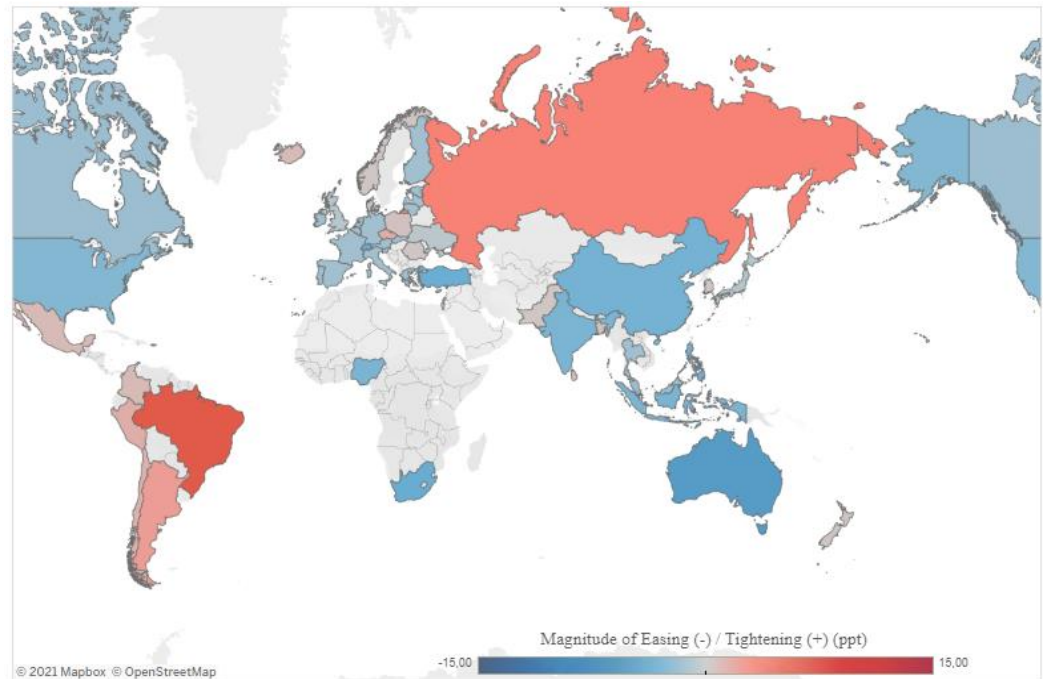 Magnitude of Easing (-) / Tightening (+) (ppt)
-15,00 15,00
© 2021 Mapbox © OpenStreetMap